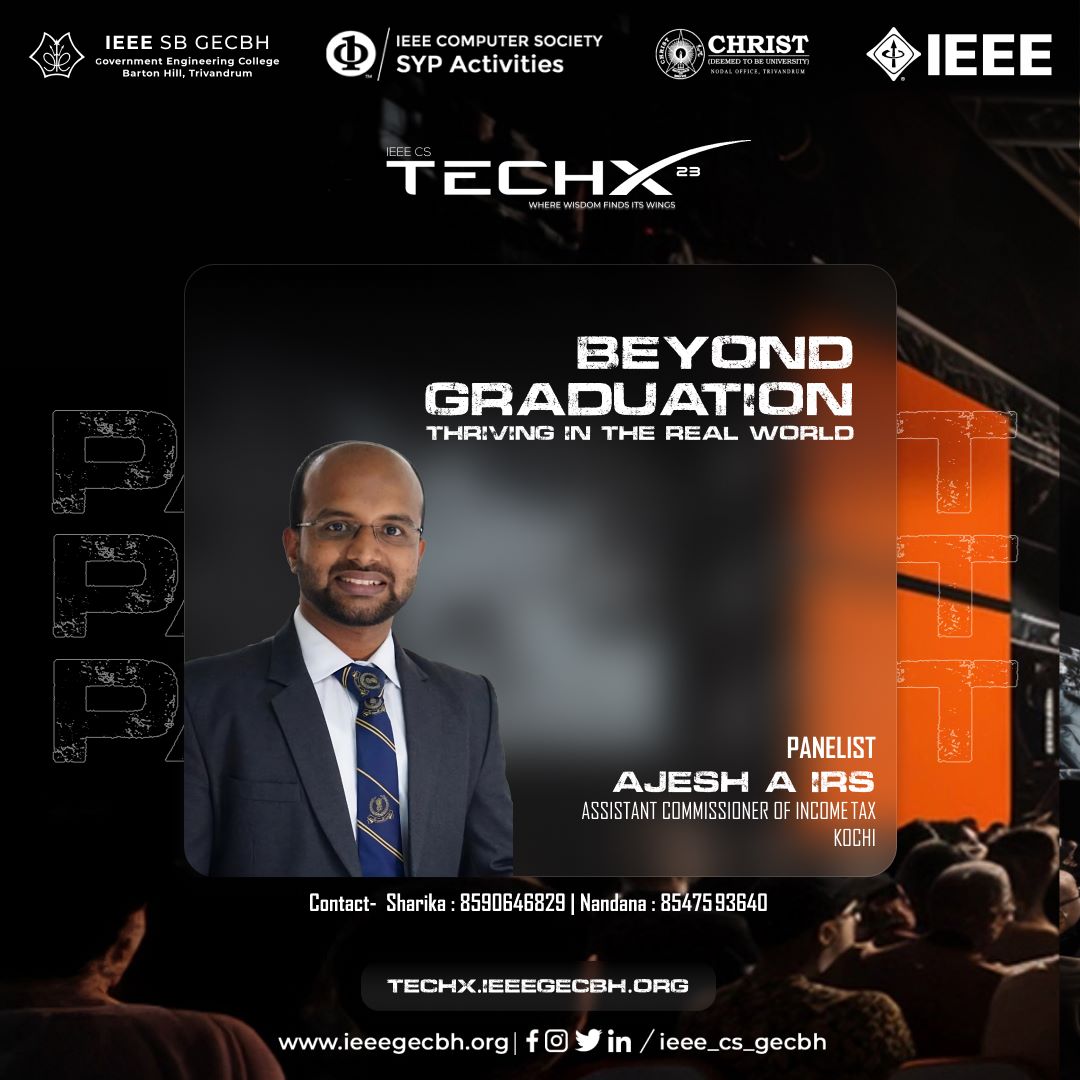 IEEE SB GECBH
Government Engineering College
Barton Hill, Trivandrum
IEEE COMPUTER SOCIETY
SYP Activities
CHRIST
(DEEMED TO BE UNIVERSITY)
NODAL OFFICE, TRIVANDRUM
IEEE
IEEE CS
TECHX 23
WHERE WISDOM FINDS ITS WINGS
BEYOND
GRADUATION
THRIVING IN THE REAL WORLD
PANELIST
AJESH A IRS
ASSISTANT COMMISSIONER OF INCOME TAX
KOCHI
Contact- Sharika : 8590646829 | Nandana : 8547593640
TECHX.IEEEGECBH.ORG
www.ieeegecbh.org| /ieee_cs_gecbh